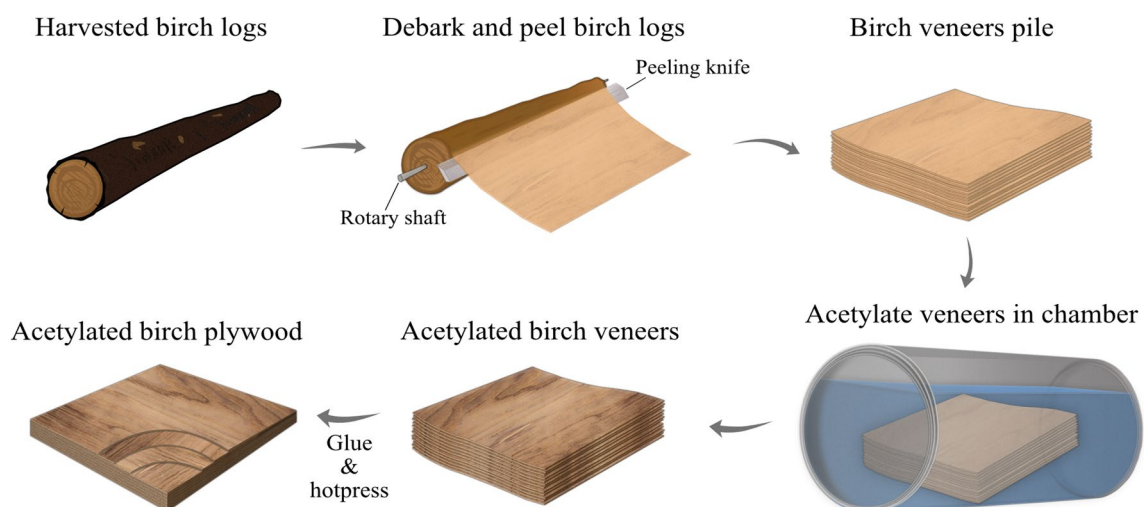 Harvested birch logs
Debark and peel birch logs
Birch veneers pile
Peeling knife
Rotary shaft
Acetylate veneers in chamber
Acetylated birch veneers
Acetylated birch plywood
Glue
&
hotpress